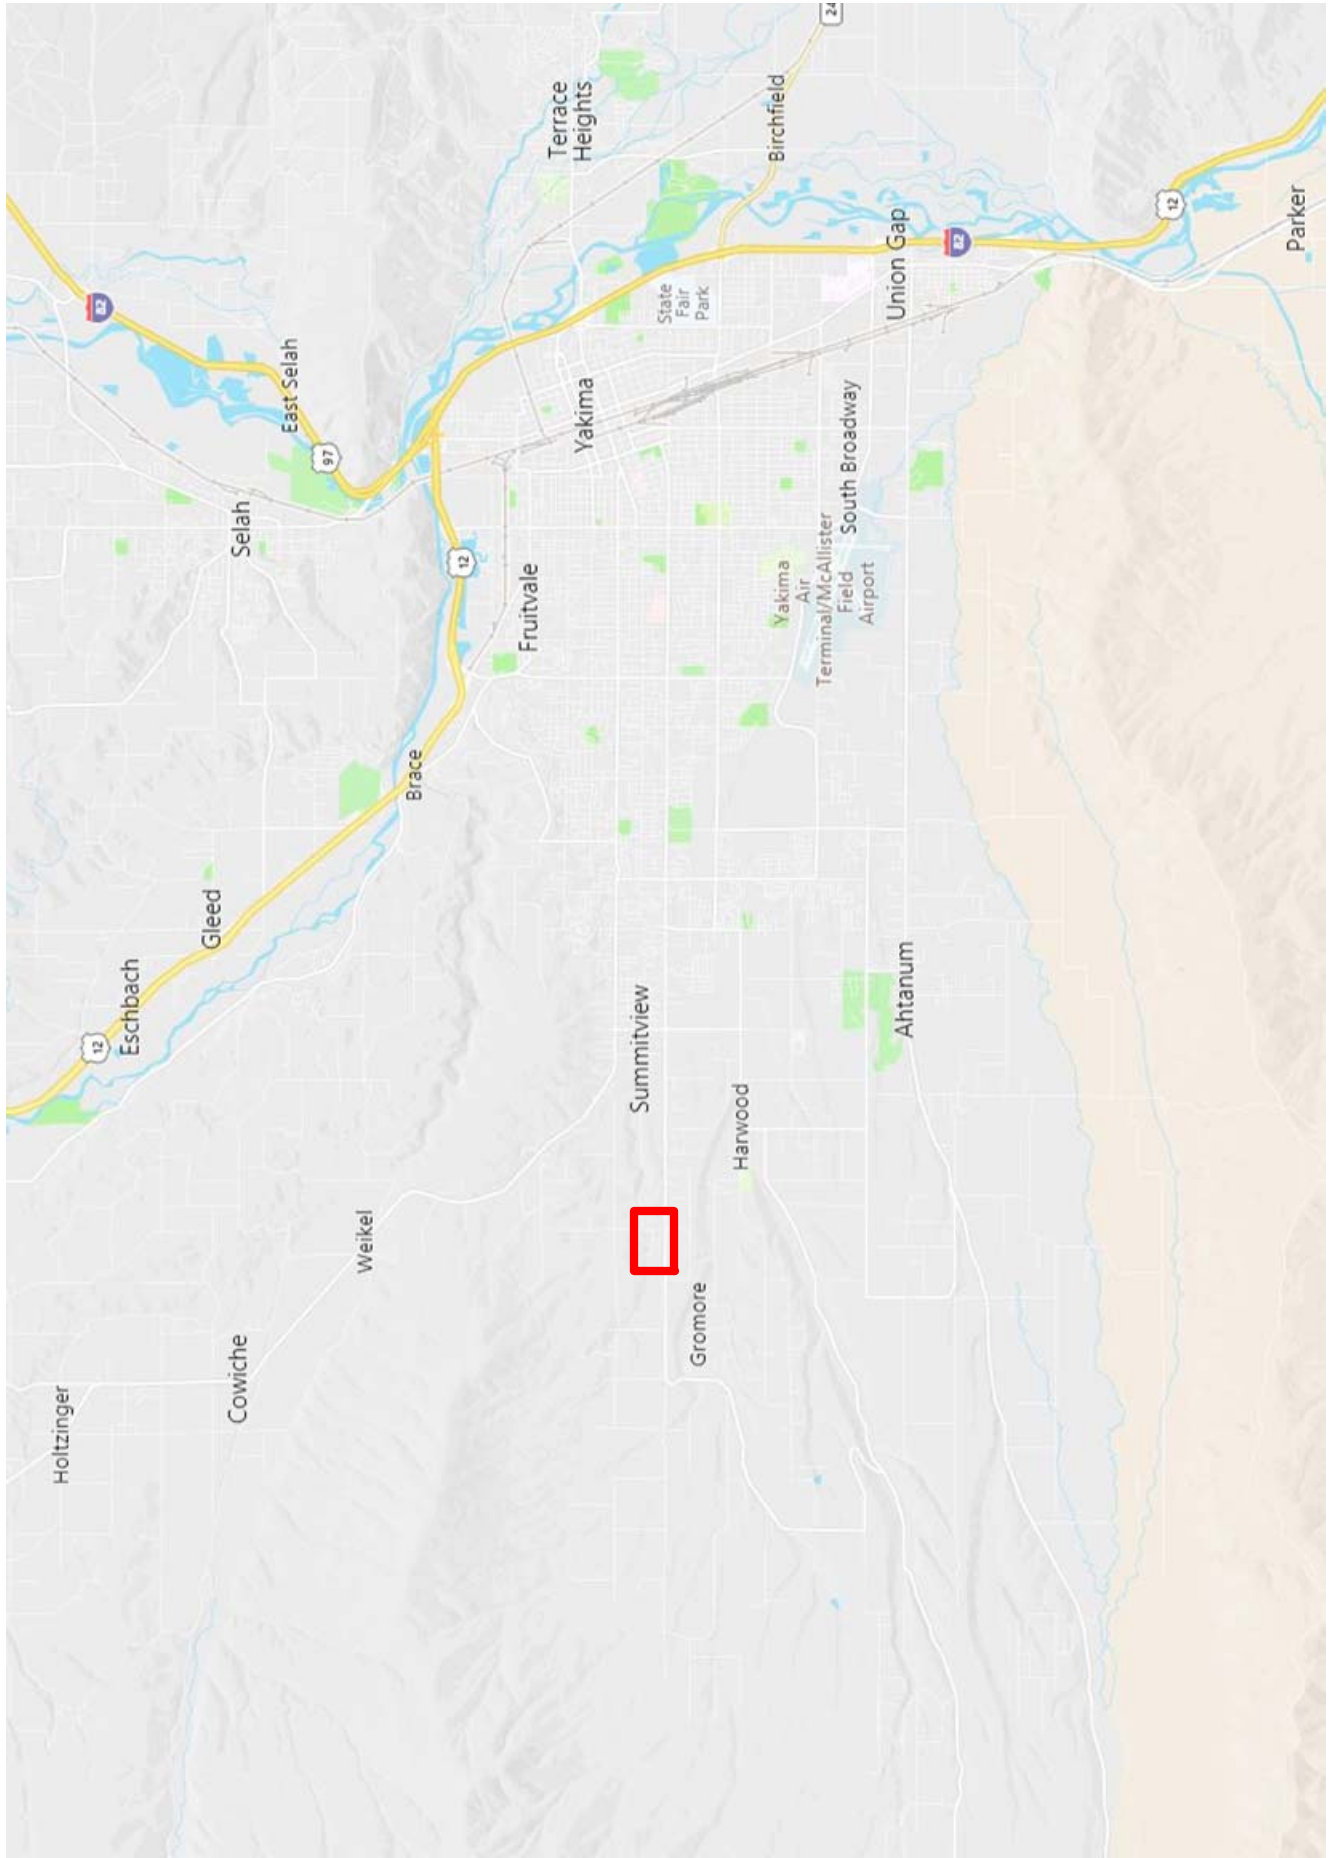 Holtzinger
12
82
Eschbach
Gleed
Cowiche
Selah
East Selah
97
Weikel
Brace
12
Fruitvale
Terrace
Heights
Yakima
Summitview
State
Fair
Park
Gromore
Harwood
Birchfield
Yakima
Air
Terminal/McAllister
Field
Airport
24
South Broadway
Union Gap
Ahtanum
82
12
Parker